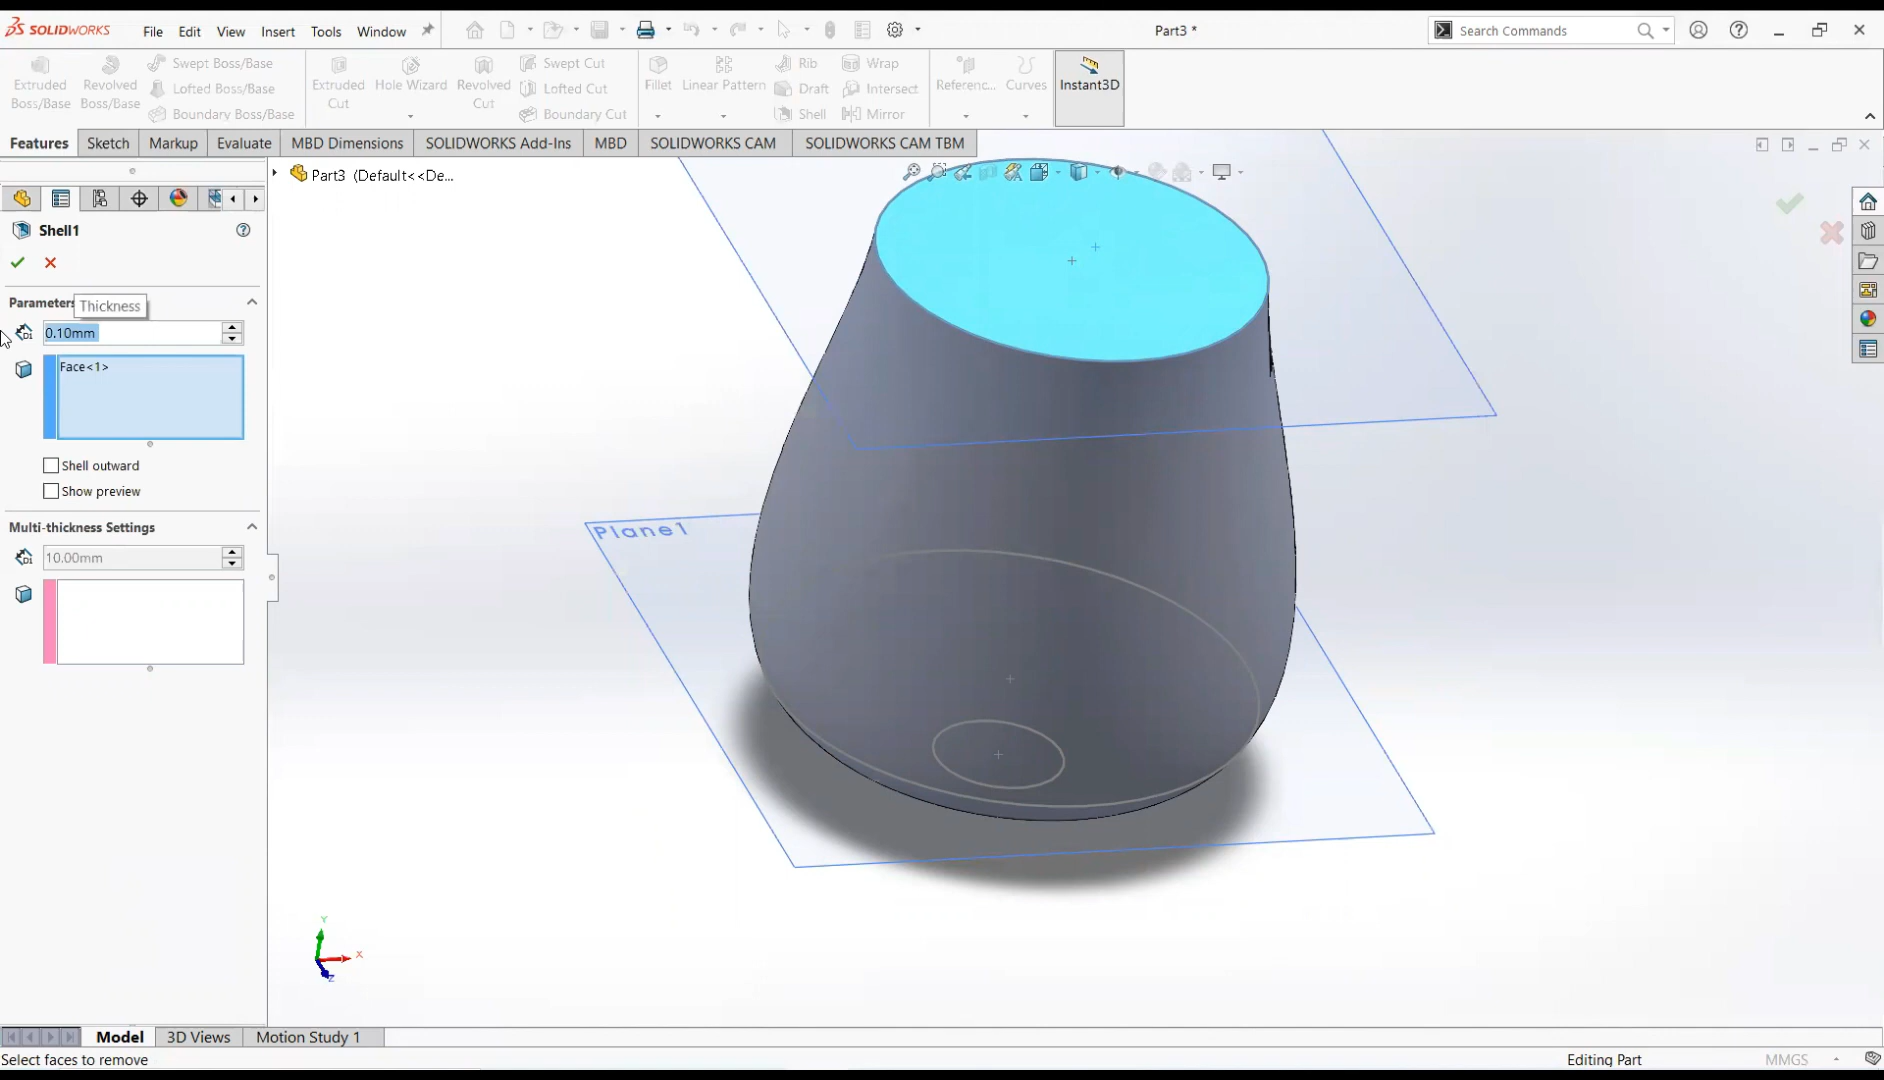 SOLIDWORKS File Edit View Insert Tools Window Part3 * Search Commands
Extruded Boss/Base Revolved Boss/Base Swept Boss/Base Lofted Boss/Base Boundary Boss/Base
Extruded Cut Hole Wizard Revolved Cut Swept Cut Lofted Cut Boundary Cut
Fillet Linear Pattern Rib Draft Shell Wrap Intersect Mirror
Referenc... Curves Instant3D
Features Sketch Markup Evaluate MBD Dimensions SOLIDWORKS Add-Ins MBD SOLIDWORKS CAM SOLIDWORKS CAM TBM
Part3 (Default<<De...
Shell1
Parameters
Thickness
D1 0.10mm
Face<1>
Shell outward
Show preview
Multi-thickness Settings
D1 10.00mm
Plane1
Y
X
Z
Model 3D Views Motion Study 1
Select faces to remove Editing Part MMGS